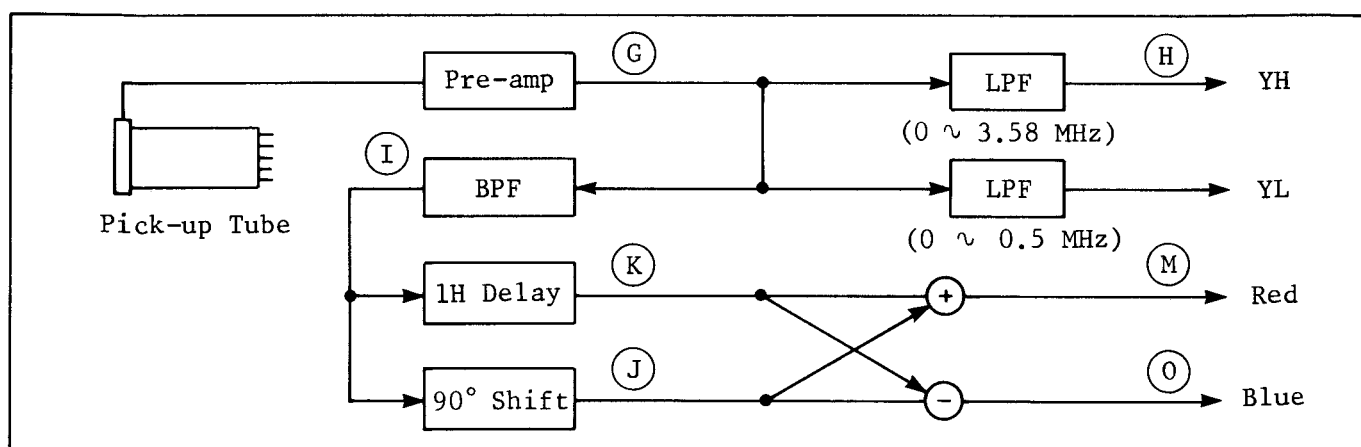 G
H
Pre-amp
LPF
YH
(0 ∿ 3.58 MHz)
I
BPF
LPF
YL
Pick-up Tube
(0 ∿ 0.5 MHz)
K
M
1H Delay
+
Red
J
O
90° Shift
−
Blue